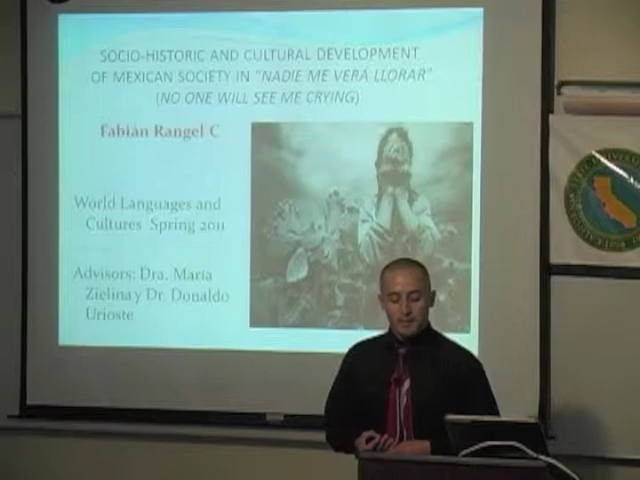 SOCIO-HISTORIC AND CULTURAL DEVELOPMENT
OF MEXICAN SOCIETY IN "NADIE ME VERÁ LLORAR"
(NO ONE WILL SEE ME CRYING)
Fabián Rangel C
World Languages and
Cultures Spring 2011
Advisors: Dra. María
Zielina y Dr. Donaldo
Urioste